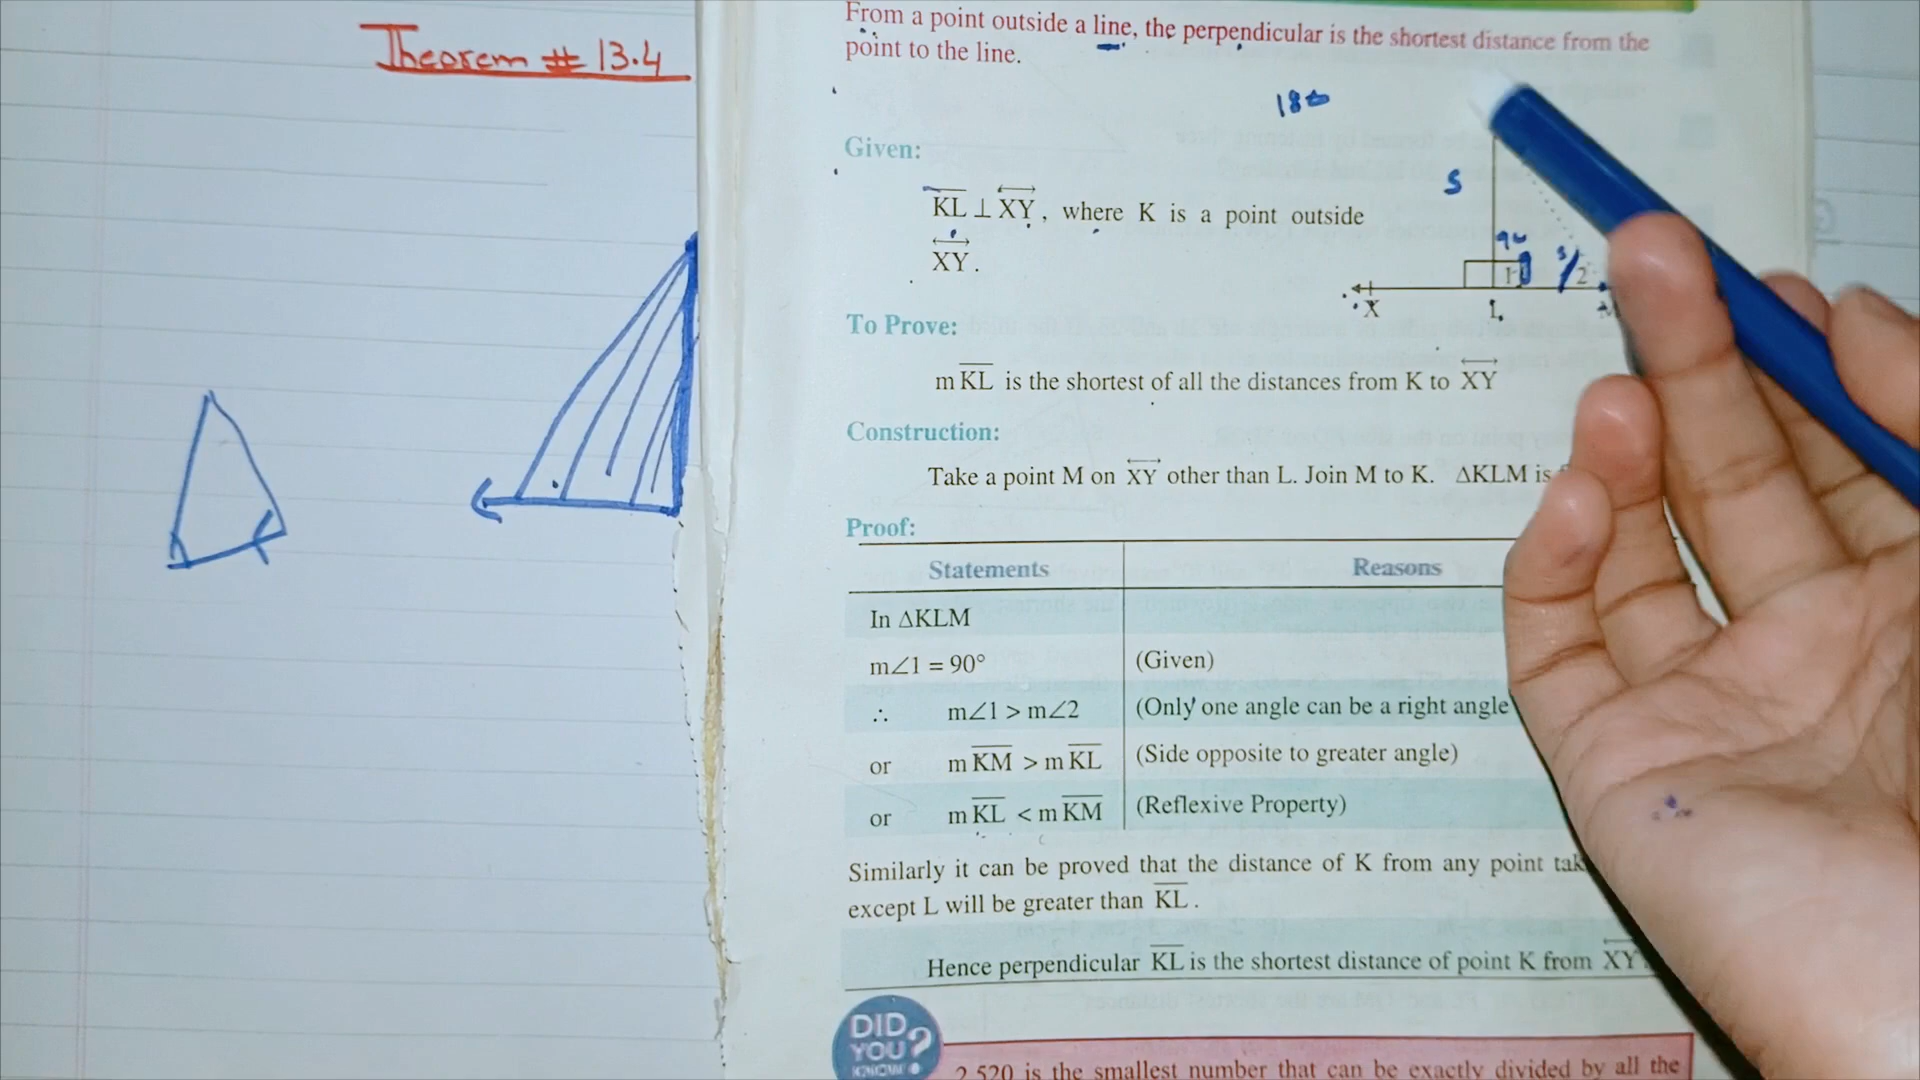 Theorem # 13.4
From a point outside a line, the perpendicular is the shortest distance from the
point to the line.
180
Given:
KL ⊥ XY, where K is a point outside
XY.
S
90
1
2
X
L
M
To Prove:
mKL is the shortest of all the distances from K to XY
Construction:
Take a point M on XY other than L. Join M to K. ΔKLM is
Proof:
Statements Reasons
In ΔKLM
m∠1 = 90° (Given)
∴ m∠1 > m∠2 (Only one angle can be a right angle
or mKM > mKL (Side opposite to greater angle)
or mKL < mKM (Reflexive Property)
Similarly it can be proved that the distance of K from any point
except L will be greater than KL.
Hence perpendicular KL is the shortest distance of point K from XY
DID
YOU
KNOW ?
2 520 is the smallest number that can be exactly divided by all the